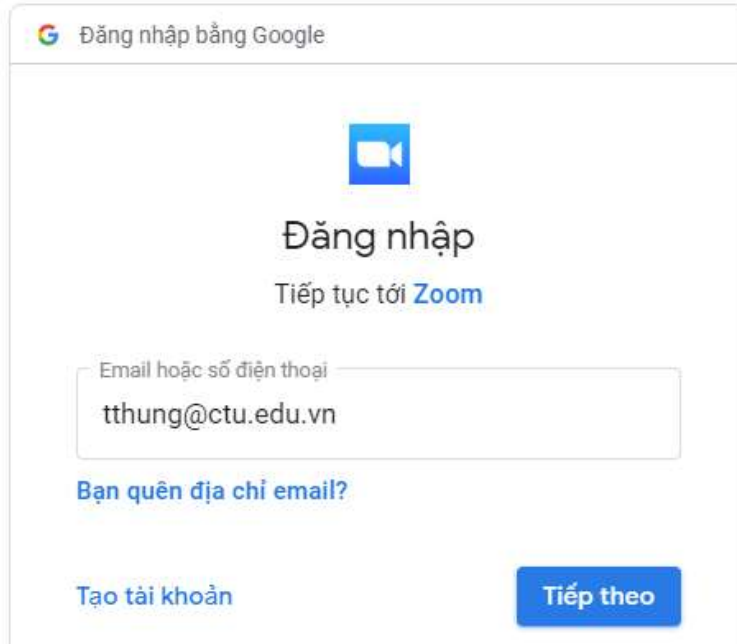 Đăng nhập bằng Google
Đăng nhập
Tiếp tục tới Zoom
Email hoặc số điện thoại
tthung@ctu.edu.vn
Bạn quên địa chỉ email?
Tạo tài khoản
Tiếp theo